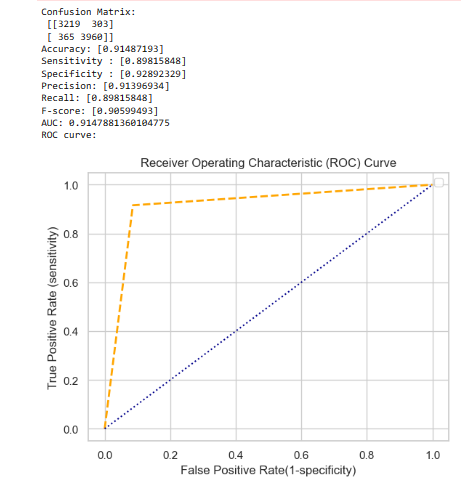 Confusion Matrix:
[[3219 303]
[ 365 3960]]
Accuracy: [0.91487193]
Sensitivity : [0.89815848]
Specificity : [0.92892329]
Precision: [0.91396934]
Recall: [0.89815848]
F-score: [0.90599493]
AUC: 0.9147881360104775
ROC curve:
Receiver Operating Characteristic (ROC) Curve
1.0
0.8
0.6
0.4
0.2
0.0
True Positive Rate (sensitivity)
0.0 0.2 0.4 0.6 0.8 1.0
False Positive Rate(1-specificity)